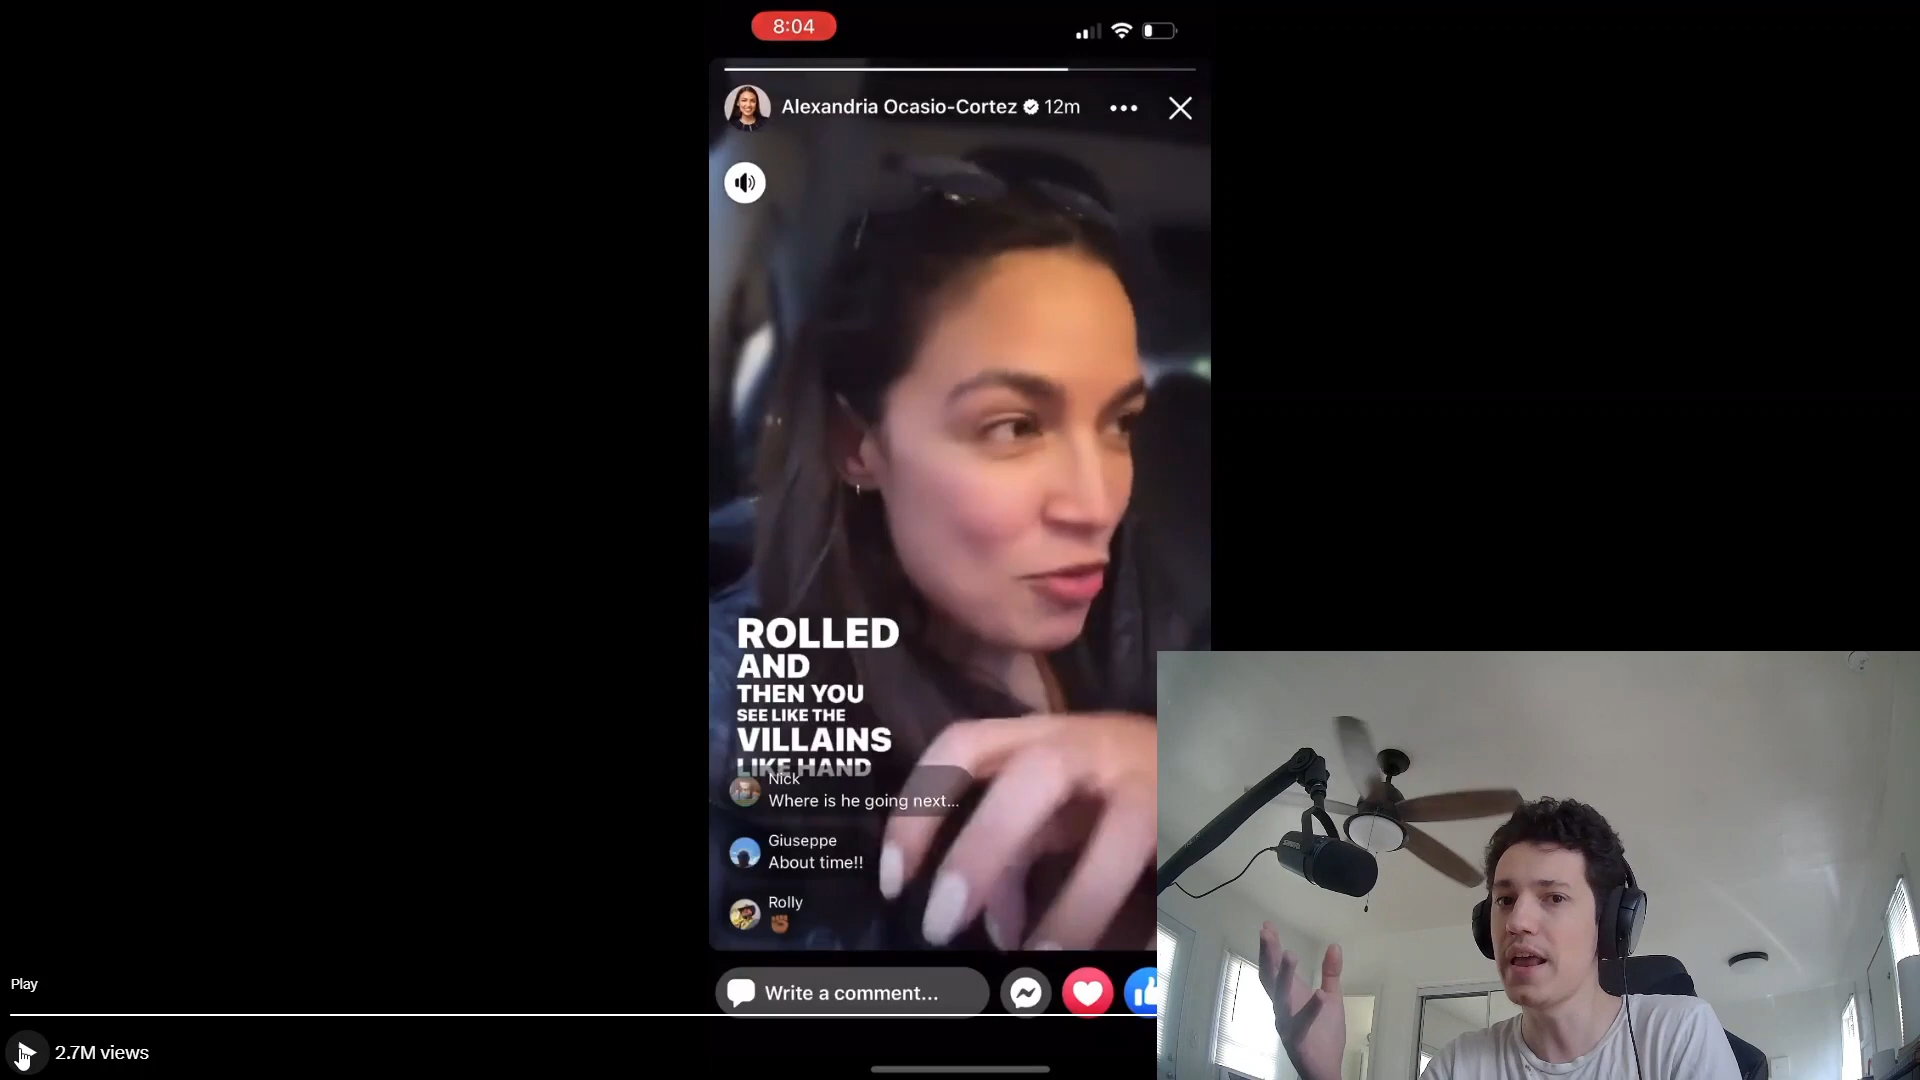 8:04
Alexandria Ocasio-Cortez 12m
ROLLED
AND
THEN YOU
SEE LIKE THE
VILLAINS
LIKE HAND
Nick
Where is he going next...
Giuseppe
About time!!
Rolly
Write a comment...
Play
2.7M views